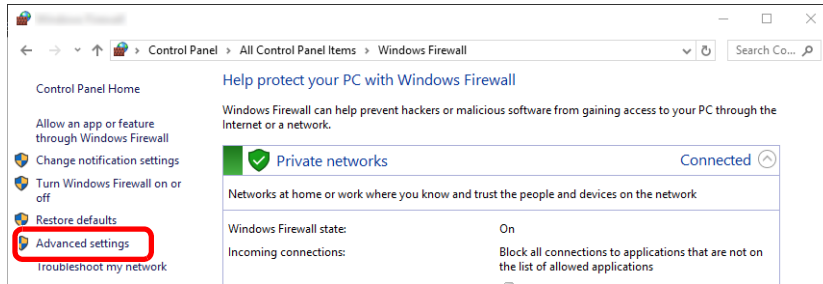 Control Panel > All Control Panel Items > Windows Firewall
Search Co...
Control Panel Home
Allow an app or feature
through Windows Firewall
Change notification settings
Turn Windows Firewall on or
off
Restore defaults
Advanced settings
Troubleshoot my network
Help protect your PC with Windows Firewall
Windows Firewall can help prevent hackers or malicious software from gaining access to your PC through the
Internet or a network.
Private networks
Connected
Networks at home or work where you know and trust the people and devices on the network
Windows Firewall state:
On
Incoming connections:
Block all connections to applications that are not on
the list of allowed applications